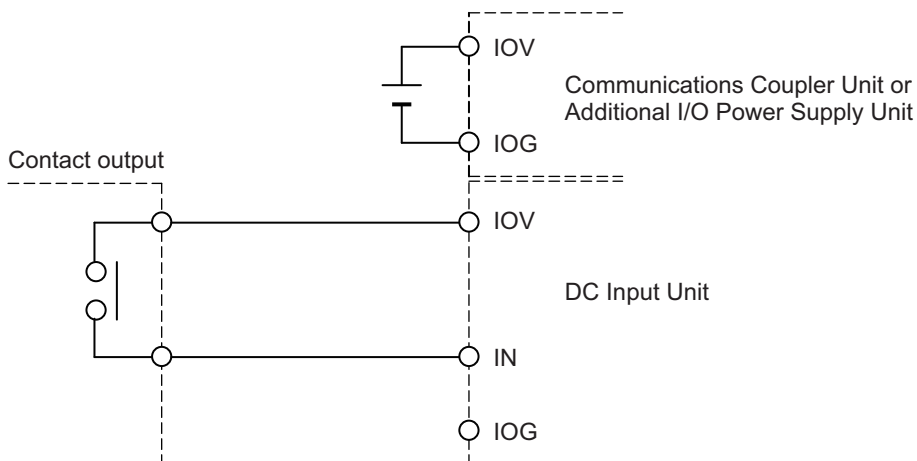 IOV
Communications Coupler Unit or
Additional I/O Power Supply Unit
IOG
Contact output
IOV
DC Input Unit
IN
IOG